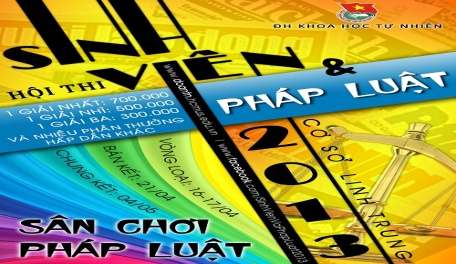 ĐH KHOA HỌC TỰ NHIÊN
HỘI THI
SINH VIÊN
&
PHÁP LUẬT
2013
CƠ SỞ LINH TRUNG
1 GIẢI NHẤT: 700.000
1 GIẢI NHÌ: 500.000
1 GIẢI BA: 300.000
VÀ NHIỀU PHẦN THƯỞNG
HẤP DẪN KHÁC
VÒNG LOẠI: 16-17/04
BÁN KẾT: 21/04
CHUNG KẾT: 04/05
SÂN CHƠI
PHÁP LUẬT